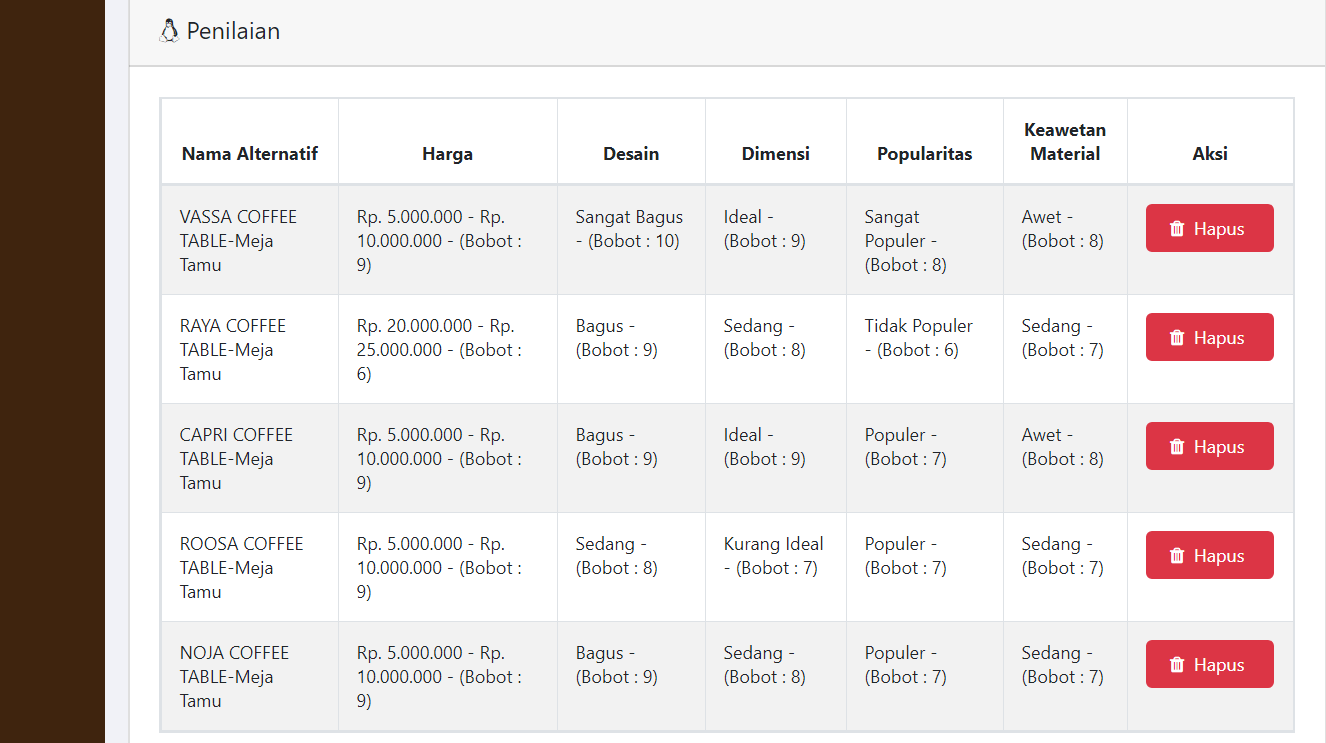 Penilaian
Nama Alternatif
Harga
Desain
Dimensi
Popularitas
Keawetan
Material
Aksi
VASSA COFFEE
TABLE-Meja
Tamu
Rp. 5.000.000 - Rp.
10.000.000 - (Bobot :
9)
Sangat Bagus
- (Bobot : 10)
Ideal -
(Bobot : 9)
Sangat
Populer -
(Bobot : 8)
Awet -
(Bobot : 8)
Hapus
RAYA COFFEE
TABLE-Meja
Tamu
Rp. 20.000.000 - Rp.
25.000.000 - (Bobot :
6)
Bagus -
(Bobot : 9)
Sedang -
(Bobot : 8)
Tidak Populer
- (Bobot : 6)
Sedang -
(Bobot : 7)
Hapus
CAPRI COFFEE
TABLE-Meja
Tamu
Rp. 5.000.000 - Rp.
10.000.000 - (Bobot :
9)
Bagus -
(Bobot : 9)
Ideal -
(Bobot : 9)
Populer -
(Bobot : 7)
Awet -
(Bobot : 8)
Hapus
ROOSA COFFEE
TABLE-Meja
Tamu
Rp. 5.000.000 - Rp.
10.000.000 - (Bobot :
9)
Sedang -
(Bobot : 8)
Kurang Ideal
- (Bobot : 7)
Populer -
(Bobot : 7)
Sedang -
(Bobot : 7)
Hapus
NOJA COFFEE
TABLE-Meja
Tamu
Rp. 5.000.000 - Rp.
10.000.000 - (Bobot :
9)
Bagus -
(Bobot : 9)
Sedang -
(Bobot : 8)
Populer -
(Bobot : 7)
Sedang -
(Bobot : 7)
Hapus